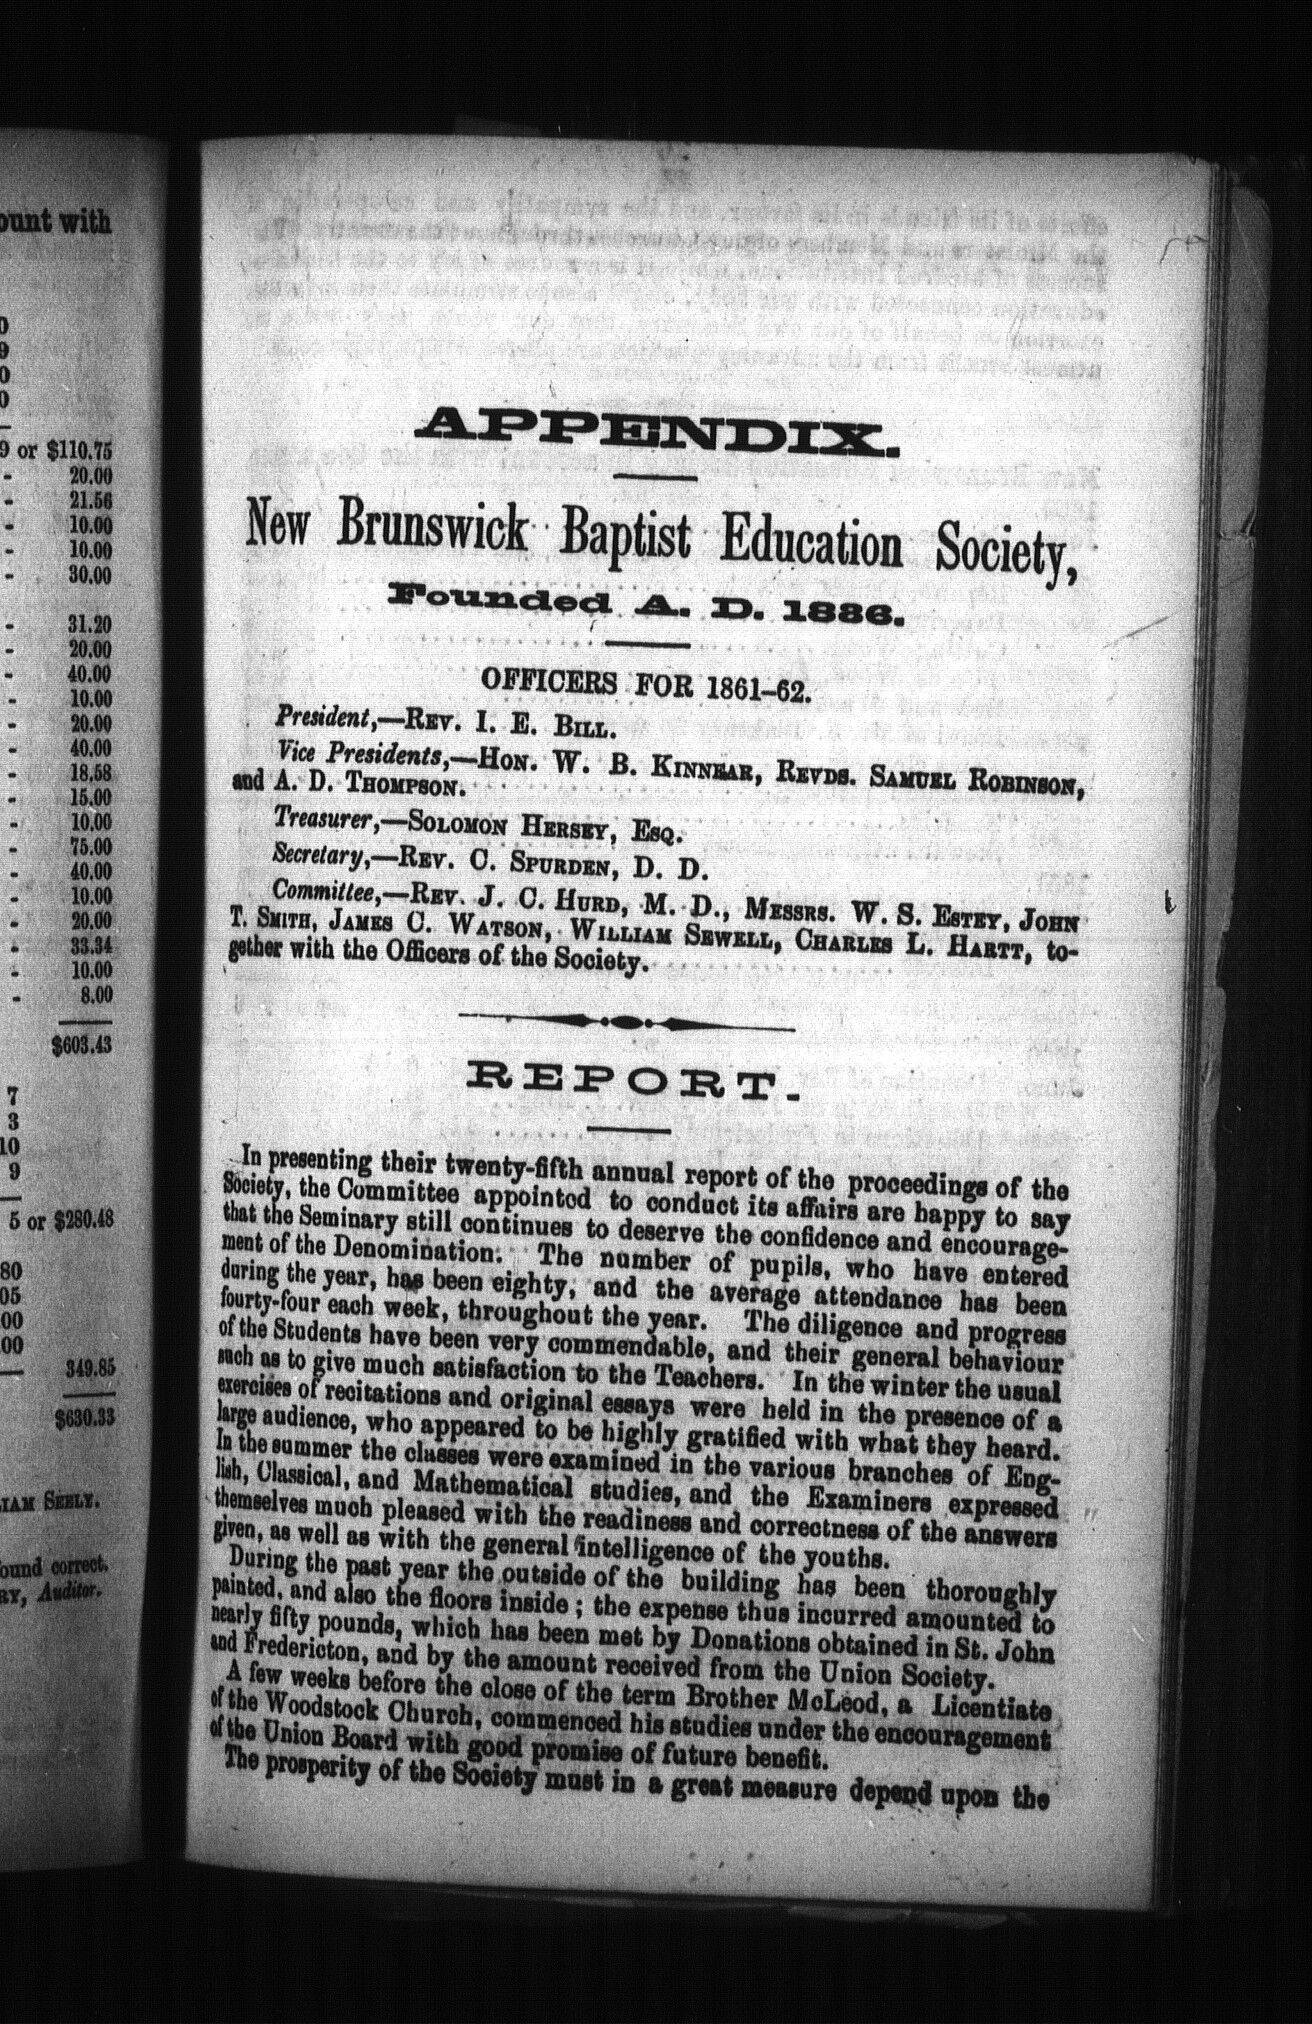 ount with
0
9
0
0
9 or $110.75
- 20.00
- 21.56
- 10.00
- 10.00
- 30.00
- 31.20
- 20.00
- 40.00
- 10.00
- 20.00
- 40.00
- 18.58
- 15.00
- 10.00
- 75.00
- 40.00
- 10.00
- 20.00
- 33.34
- 10.00
- 8.00
$603.43
7
3
10
9
5 or $280.48
80
05
00
00
349.85
$630.33
IAM SEELY.
ound correct.
RY, Auditor.
APPENDIX.
New Brunswick Baptist Education Society,
Founded A. D. 1836.
OFFICERS FOR 1861-62.
President,—REV. I. E. BILL.
Vice Presidents,—HON. W. B. KINNEAR, REVDS. SAMUEL ROBINSON,
and A. D. THOMPSON.
Treasurer,—SOLOMON HERSEY, ESQ.
Secretary,—REV. C. SPURDEN, D. D.
Committee,—REV. J. C. HURD, M. D., MESSRS. W. S. ESTEY, JOHN
T. SMITH, JAMES C. WATSON, WILLIAM SEWELL, CHARLES L. HARTT, to-
gether with the Officers of the Society.
REPORT.
In presenting their twenty-fifth annual report of the proceedings of the
Society, the Committee appointed to conduct its affairs are happy to say
that the Seminary still continues to deserve the confidence and encourage-
ment of the Denomination. The number of pupils, who have entered
during the year, has been eighty, and the average attendance has been
fourty-four each week, throughout the year. The diligence and progress
of the Students have been very commendable, and their general behaviour
such as to give much satisfaction to the Teachers. In the winter the usual
exercises of recitations and original essays were held in the presence of a
large audience, who appeared to be highly gratified with what they heard.
In the summer the classes were examined in the various branches of Eng-
lish, Classical, and Mathematical studies, and the Examiners expressed
themselves much pleased with the readiness and correctness of the answers
given, as well as with the general intelligence of the youths.
During the past year the outside of the building has been thoroughly
painted, and also the floors inside; the expense thus incurred amounted to
nearly fifty pounds, which has been met by Donations obtained in St. John
and Fredericton, and by the amount received from the Union Society.
A few weeks before the close of the term Brother McLeod, a Licentiate
of the Woodstock Church, commenced his studies under the encouragement
of the Union Board with good promise of future benefit.
The prosperity of the Society must in a great measure depend upon the